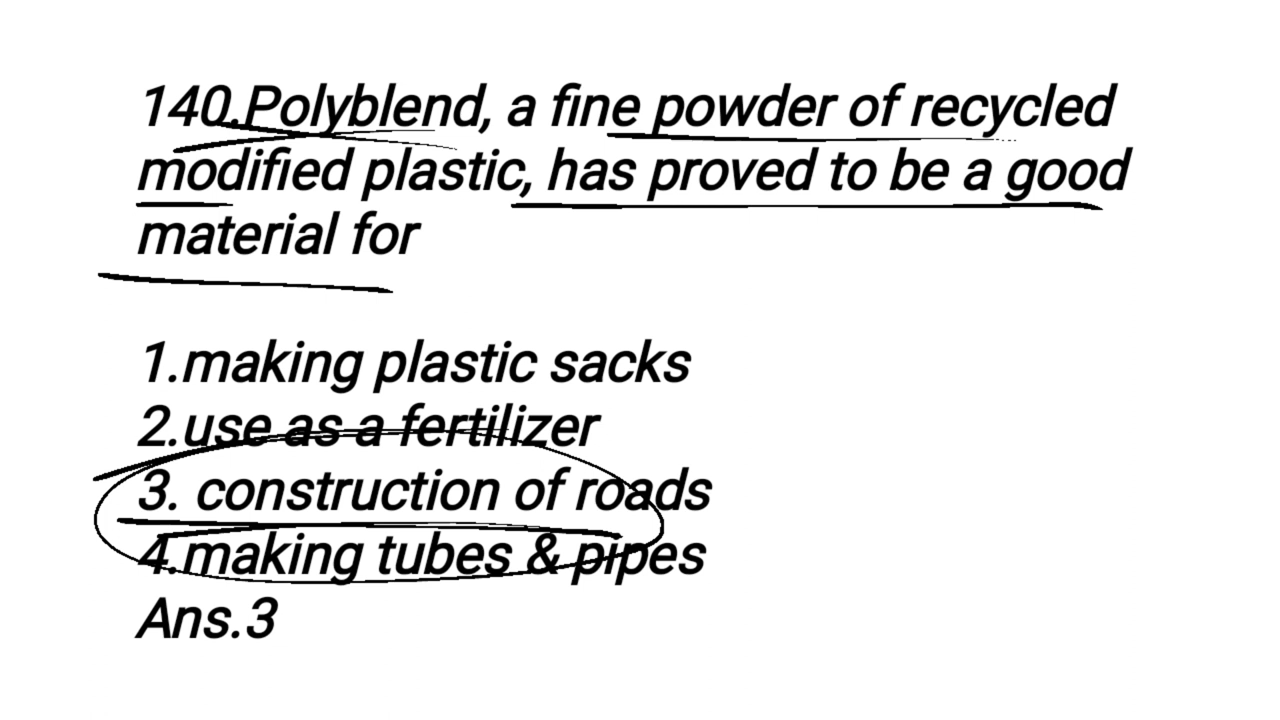 140.Polyblend, a fine powder of recycled
modified plastic, has proved to be a good
material for
1.making plastic sacks
2.use as a fertilizer
3. construction of roads
4.making tubes & pipes
Ans.3